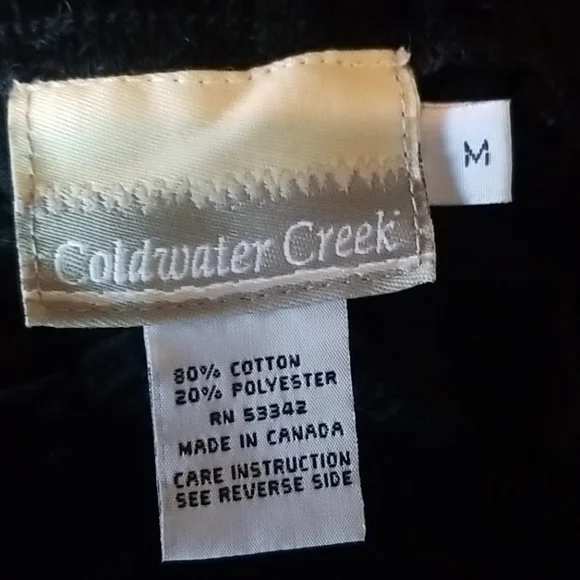 Coldwater Creek
M
80% COTTON
20% POLYESTER
RN 53342
MADE IN CANADA
CARE INSTRUCTION
SEE REVERSE SIDE